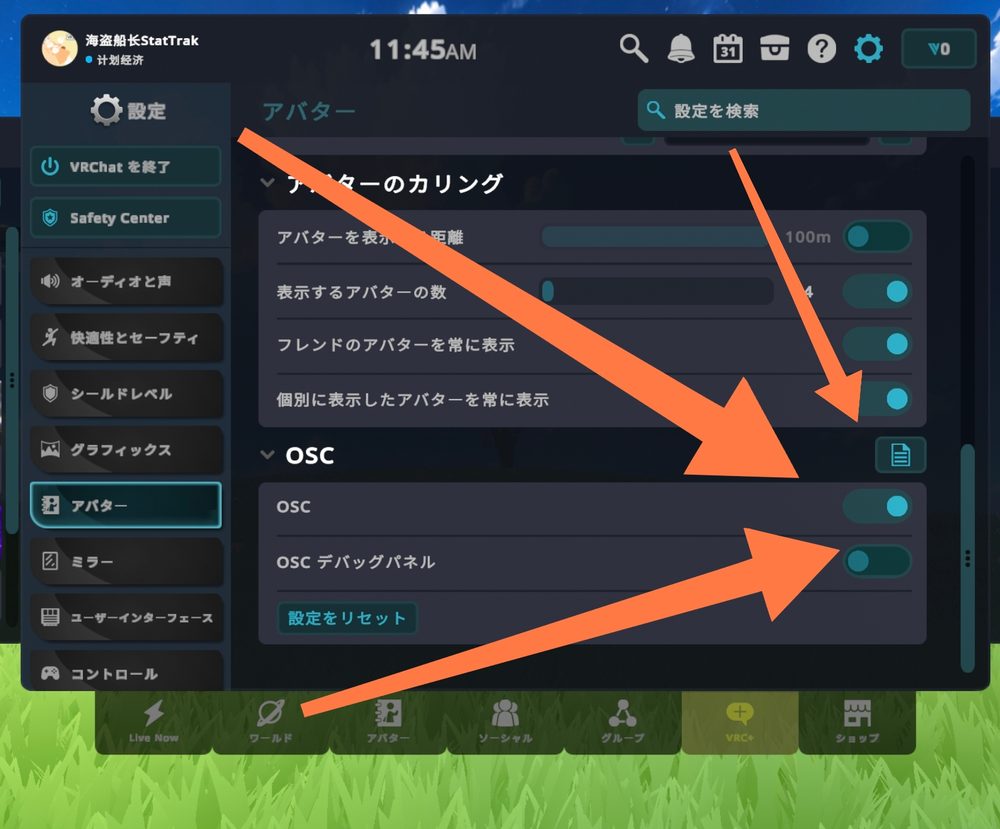 海盗船长StatTrak
计划经济
11:45AM
31
V0
設定
アバター
設定を検索
VRChat を終了
Safety Center
オーディオと声
快適性とセーフティ
シールドレベル
グラフィックス
アバター
ミラー
ユーザーインターフェース
コントロール
アバターのカリング
アバターを表示 距離
100m
表示するアバターの数
4
フレンドのアバターを常に表示
個別に表示したアバターを常に表示
OSC
OSC
OSC デバッグパネル
設定をリセット
Live Now
ワールド
アバター
ソーシャル
グループ
VRC+
ショップ